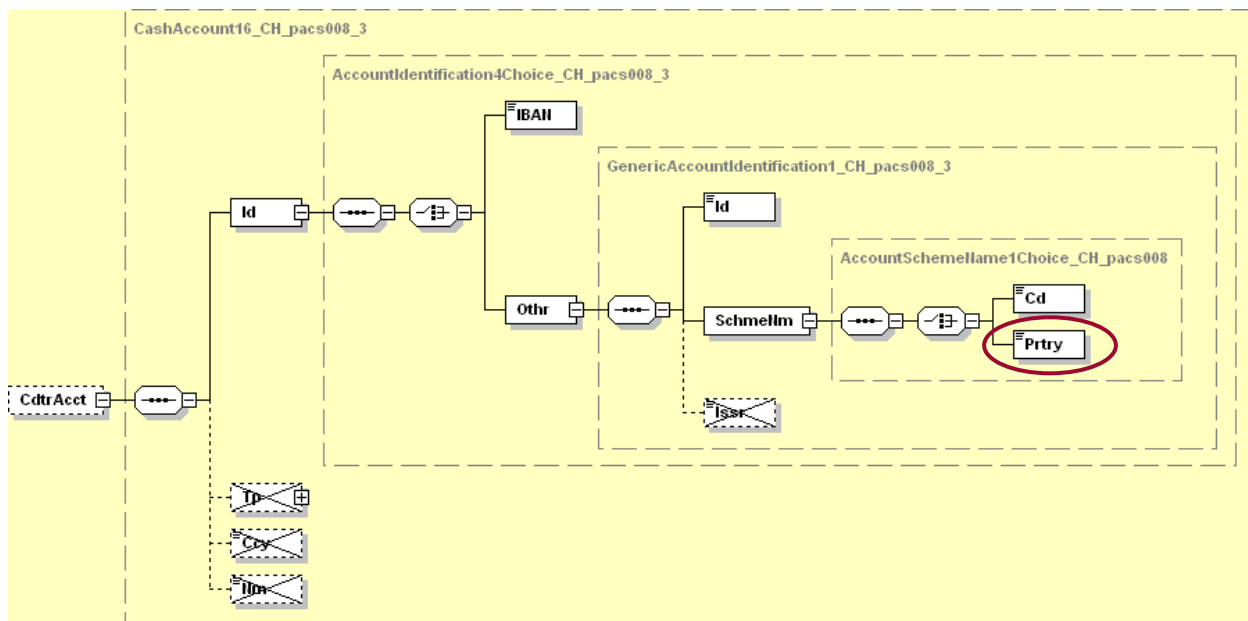 CashAccount16_CH_pacs008_3
AccountIdentification4Choice_CH_pacs008_3
IBAN
GenericAccountIdentification1_CH_pacs008_3
Id
Id
AccountSchemeName1Choice_CH_pacs008
Cd
Othr
SchmeNm
Prtry
CdtrAcct
Issr
Tp
Ccy
Nm